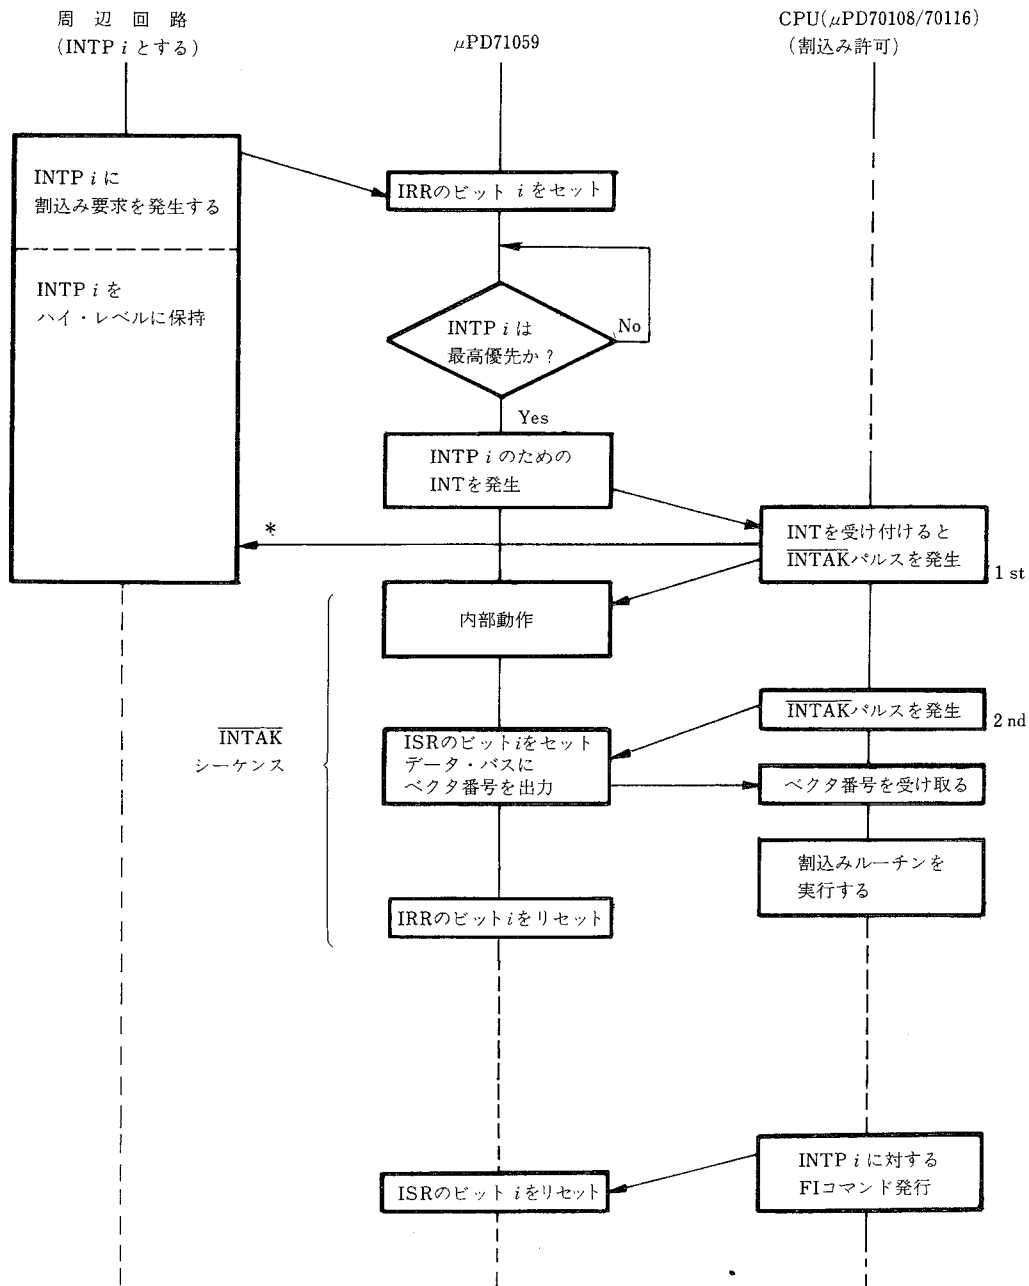 周辺回路
(INTP iとする)
μPD71059
CPU(μPD70108/70116)
(割込み許可)
INTP iに
割込み要求を発生する
IRRのビット iをセット
INTP iを
ハイ・レベルに保持
INTP iは
最高優先か?
No
Yes
INTP iのための
INTを発生
*
INTを受け付けると
INTAKパルスを発生
1 st
内部動作
INTAKパルスを発生
2 nd
INTAK
シーケンス
ISRのビットiをセット
データ・バスに
ベクタ番号を出力
ベクタ番号を受け取る
割込みルーチンを
実行する
IRRのビットiをリセット
INTP iに対する
FIコマンド発行
ISRのビット iをリセット